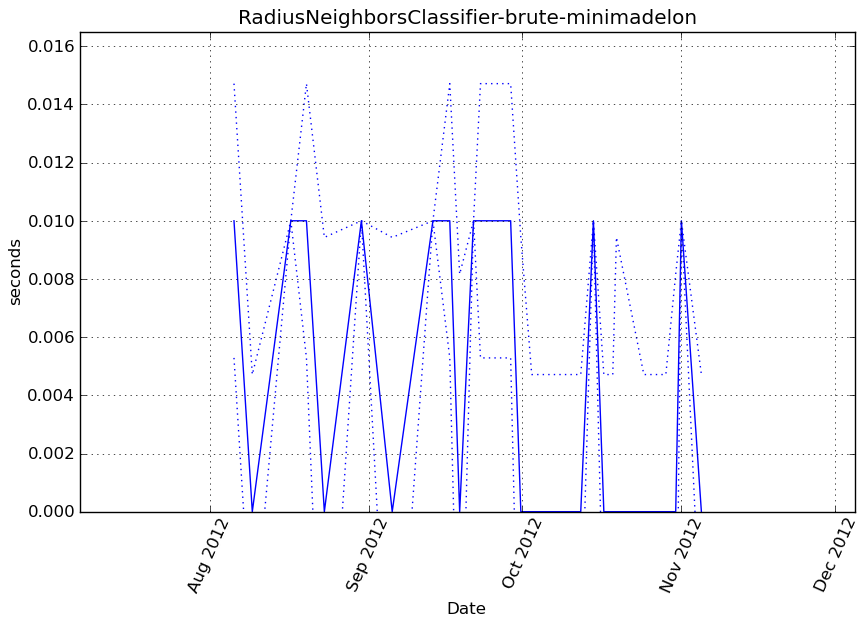 RadiusNeighborsClassifier-brute-minimadelon
0.016
0.014
0.012
0.010
0.008
0.006
0.004
0.002
0.000
seconds
Aug 2012
Sep 2012
Oct 2012
Nov 2012
Dec 2012
Date